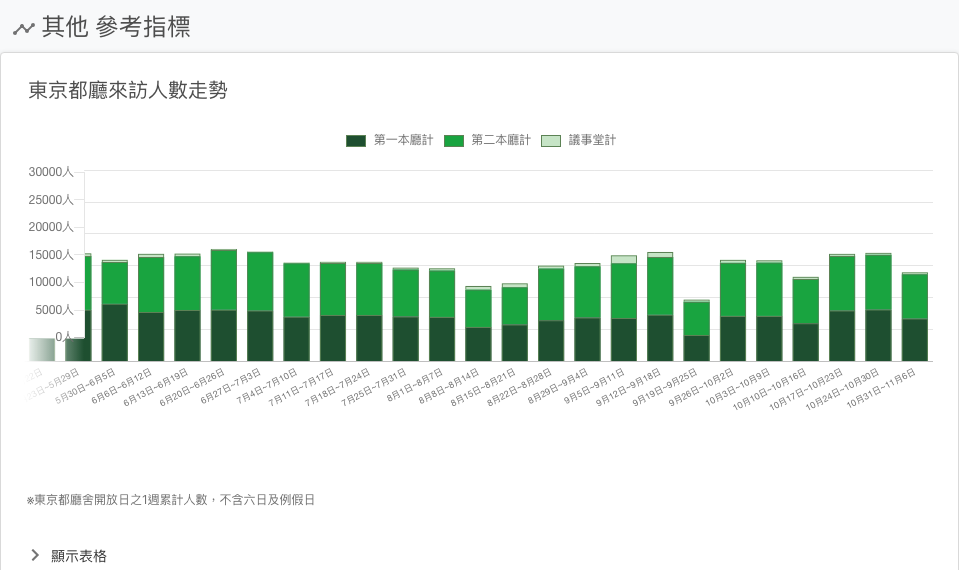 其他 參考指標
東京都廳來訪人數走勢
第一本廳計 第二本廳計 議事堂計
30000人
25000人
20000人
15000人
10000人
5000人
0人
5月29日
5月30日~6月5日
6月6日~6月12日
6月13日~6月19日
6月20日~6月26日
6月27日~7月3日
7月4日~7月10日
7月11日~7月17日
7月18日~7月24日
7月25日~7月31日
8月1日~8月7日
8月8日~8月14日
8月15日~8月21日
8月22日~8月28日
8月29日~9月4日
9月5日~9月11日
9月12日~9月18日
9月19日~9月25日
9月26日~10月2日
10月3日~10月9日
10月10日~10月16日
10月17日~10月23日
10月24日~10月30日
10月31日~11月6日
※東京都廳舍開放日之1週累計人數，不含六日及例假日
顯示表格